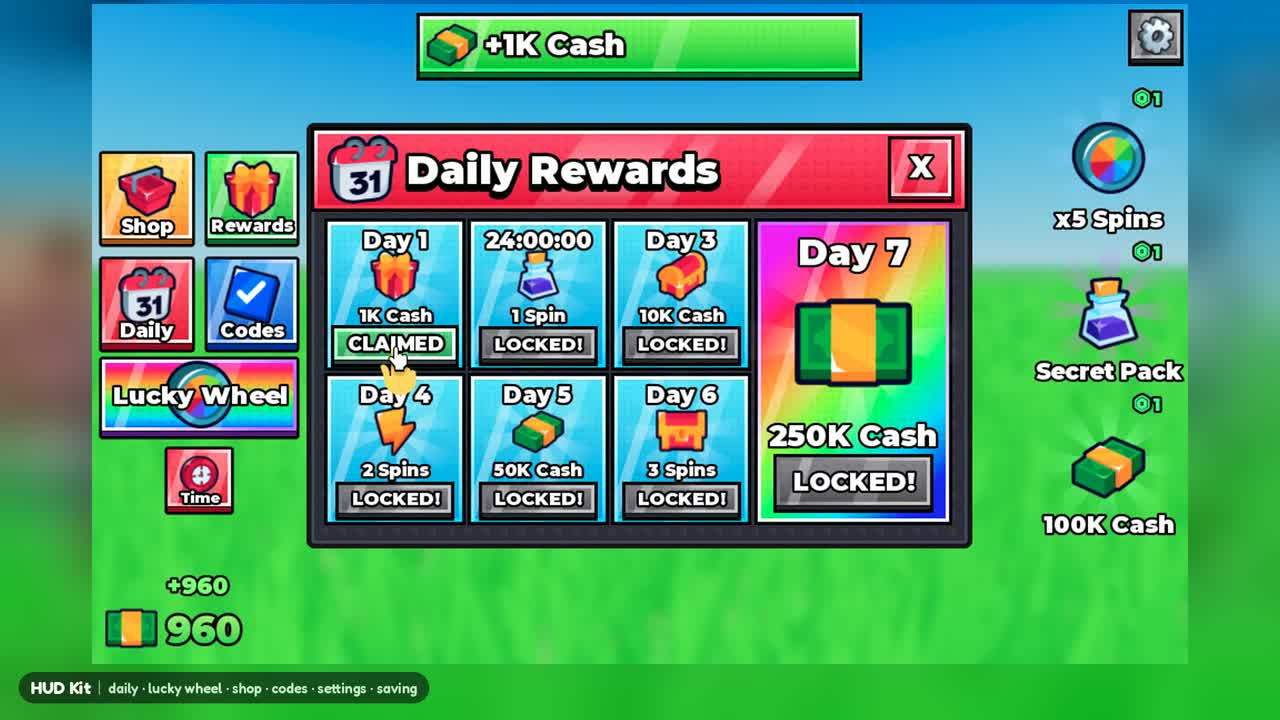 +1K Cash
Daily Rewards
X
31
Shop
Rewards
31
Daily
Codes
Lucky Wheel
Time
Day 1
1K Cash
CLAIMED
24:00:00
1 Spin
LOCKED!
Day 3
10K Cash
LOCKED!
Day 4
2 Spins
LOCKED!
Day 5
50K Cash
LOCKED!
Day 6
3 Spins
LOCKED!
Day 7
250K Cash
LOCKED!
1
x5 Spins
1
Secret Pack
1
100K Cash
+960
960
HUD Kit | daily · lucky wheel · shop · codes · settings · saving